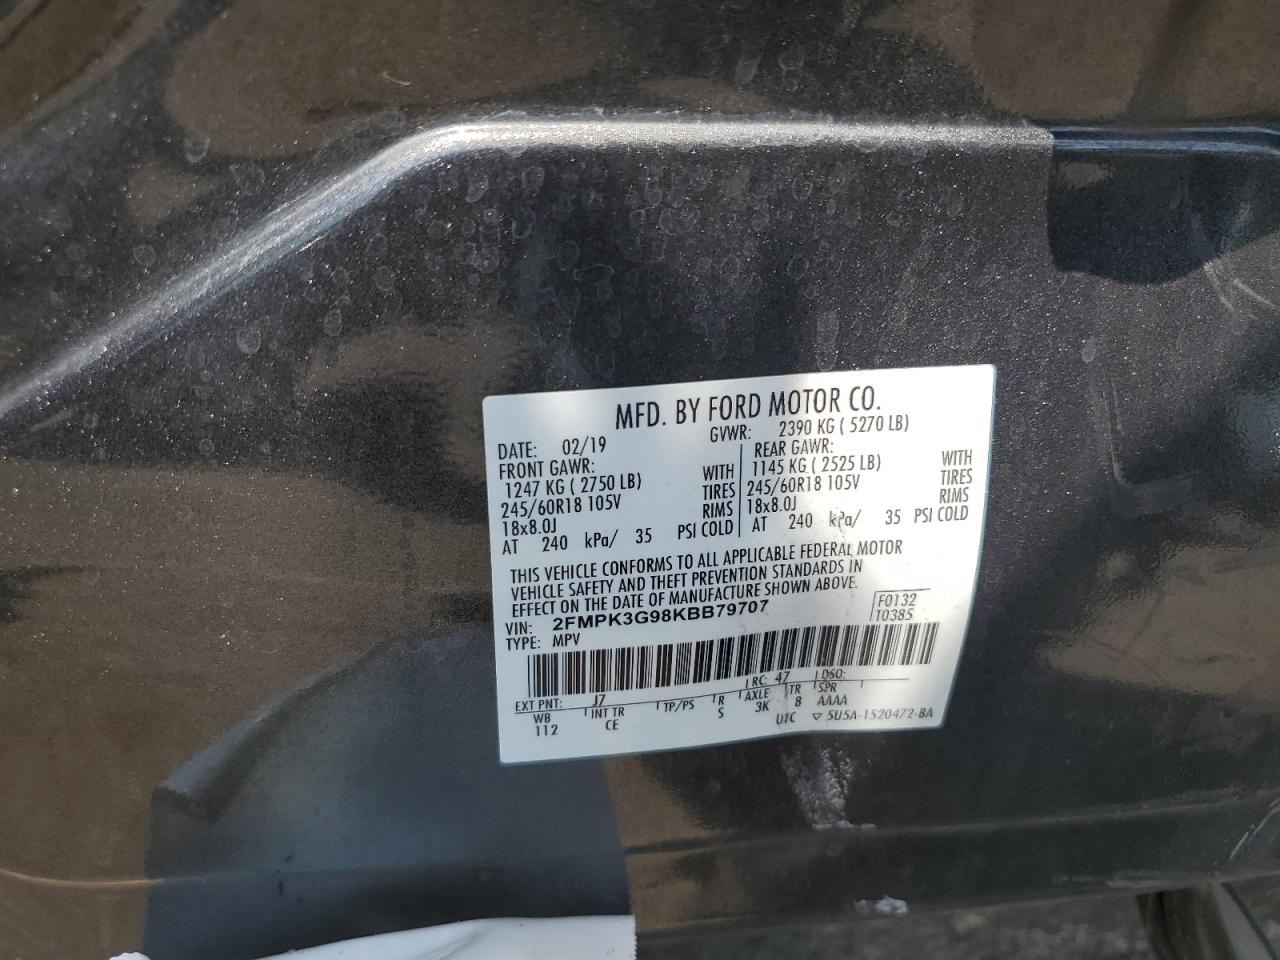 MFD. BY FORD MOTOR CO.
DATE: 02/19 GVWR: 2390 KG ( 5270 LB)
FRONT GAWR: REAR GAWR:
1247 KG ( 2750 LB) WITH 1145 KG ( 2525 LB) WITH
245/60R18 105V TIRES 245/60R18 105V TIRES
18x8.0J RIMS 18x8.0J RIMS
AT 240 kPa/ 35 PSI COLD AT 240 kPa/ 35 PSI COLD
THIS VEHICLE CONFORMS TO ALL APPLICABLE FEDERAL MOTOR
VEHICLE SAFETY AND THEFT PREVENTION STANDARDS IN
EFFECT ON THE DATE OF MANUFACTURE SHOWN ABOVE.
VIN: 2FMPK3G98KBB79707 F0132
TYPE: MPV T0385
EXT PNT: J7 RC: 47 DSO:
WB INT TR TP/PS R AXLE TR SPR
112 CE S 3K 8 AAAA
UTC ▽ 5U5A-1520472-BA